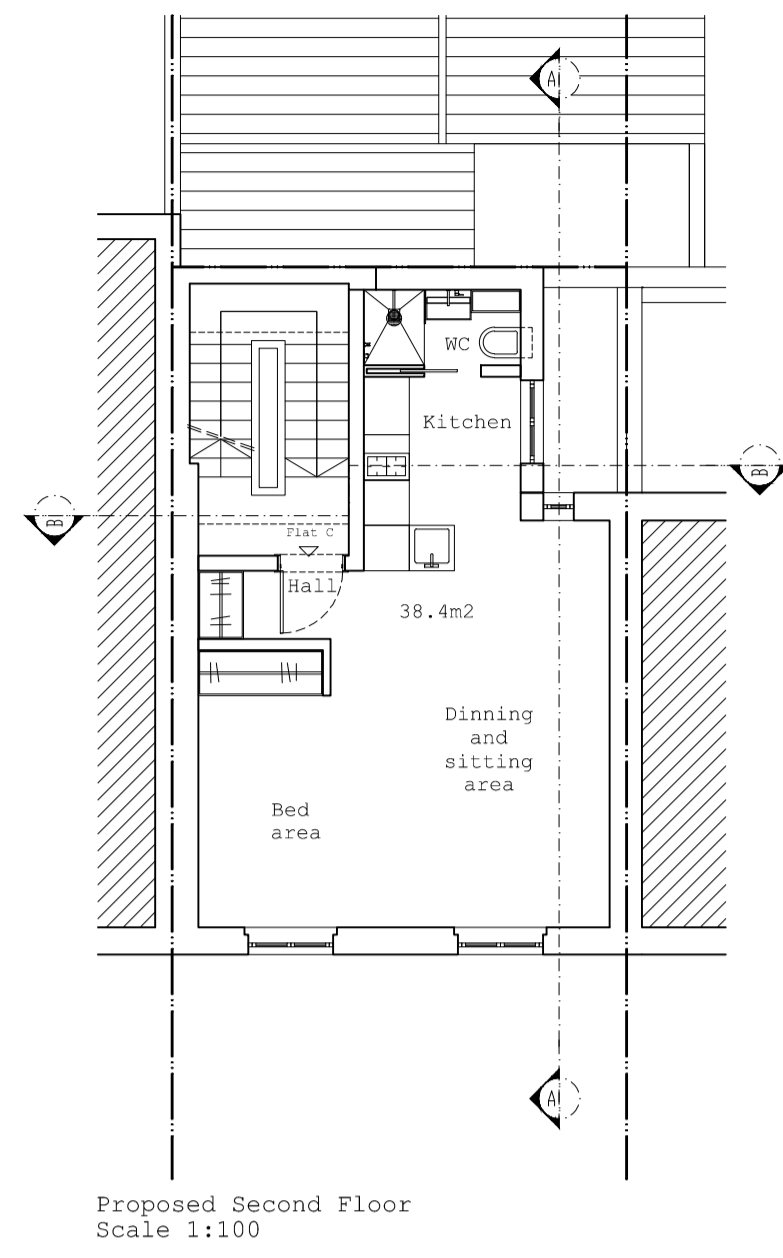 A
WC
Kitchen
B
B
Flat C
Hall
38.4m2
Dinning
and
sitting
area
Bed
area
A
Proposed Second Floor
Scale 1:100